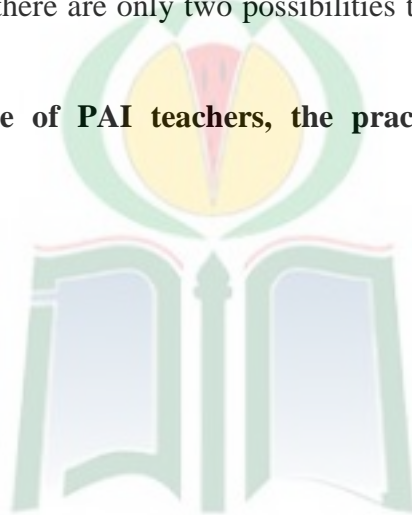 there are only two possibilities t
e of PAI teachers, the prac